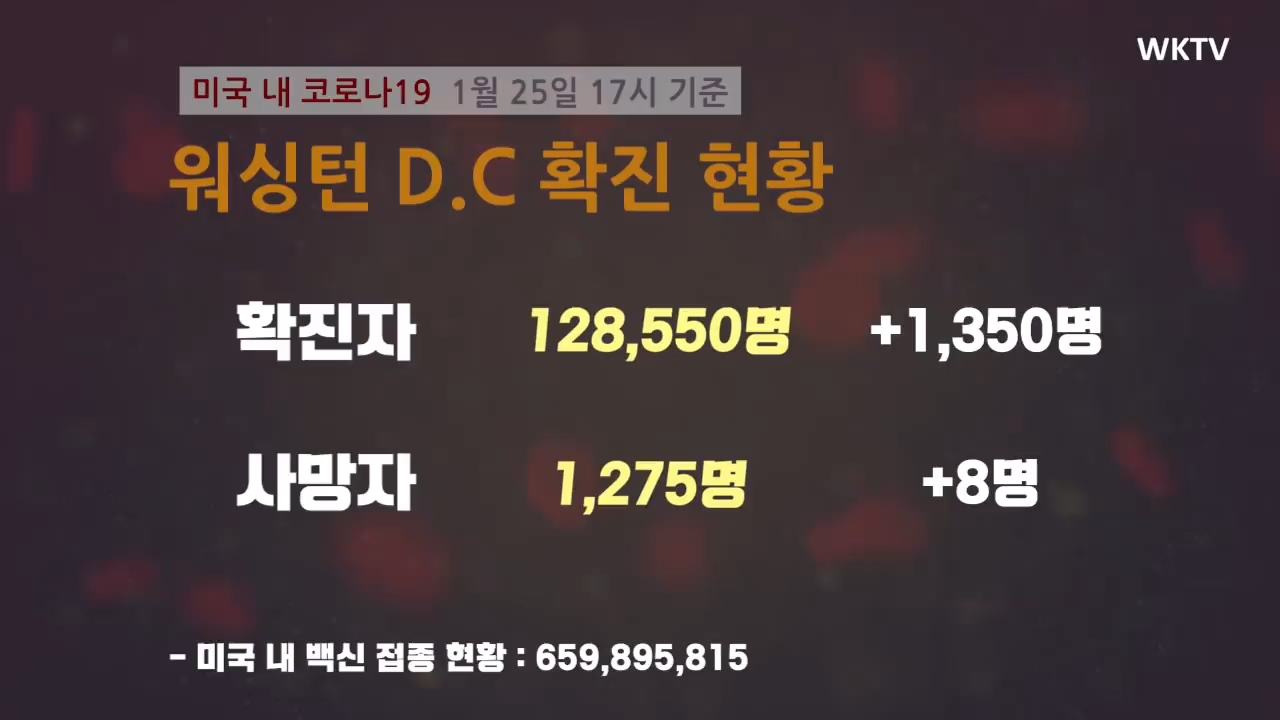 WKTV
미국 내 코로나19 1월 25일 17시 기준
워싱턴 D.C 확진 현황
확진자 128,550명 +1,350명
사망자 1,275명 +8명
- 미국 내 백신 접종 현황 : 659,895,815